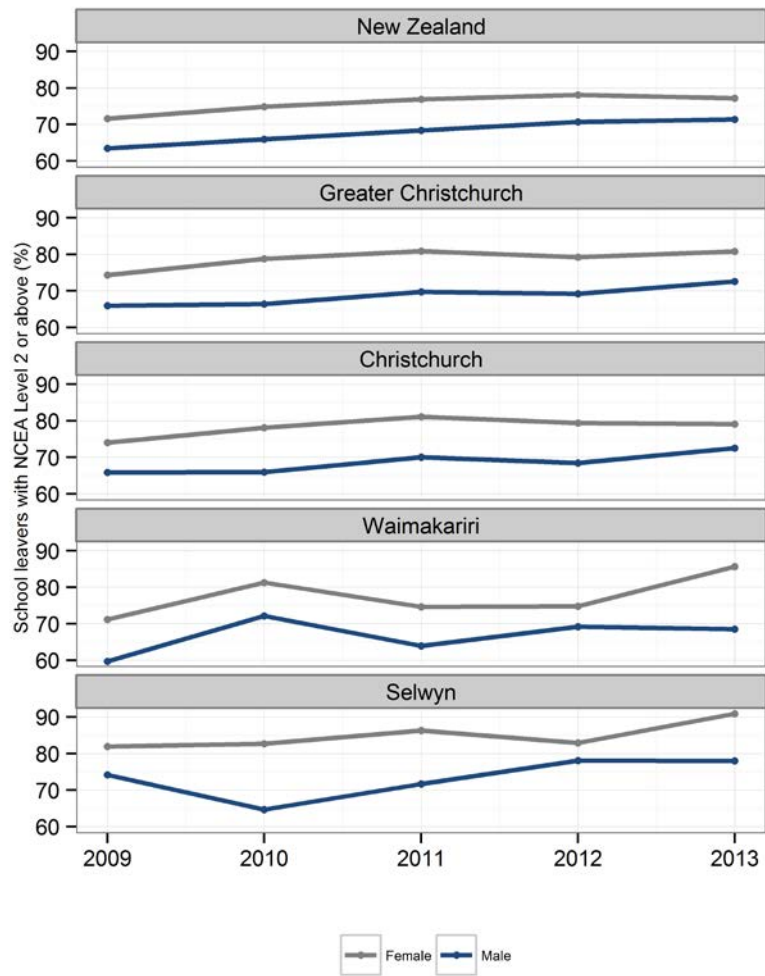 New Zealand
90
80
70
60
Greater Christchurch
90
80
70
60
Christchurch
90
80
70
60
Waimakariri
90
80
70
60
Selwyn
90
80
70
60
School leavers with NCEA Level 2 or above (%)
2009 2010 2011 2012 2013
Female Male